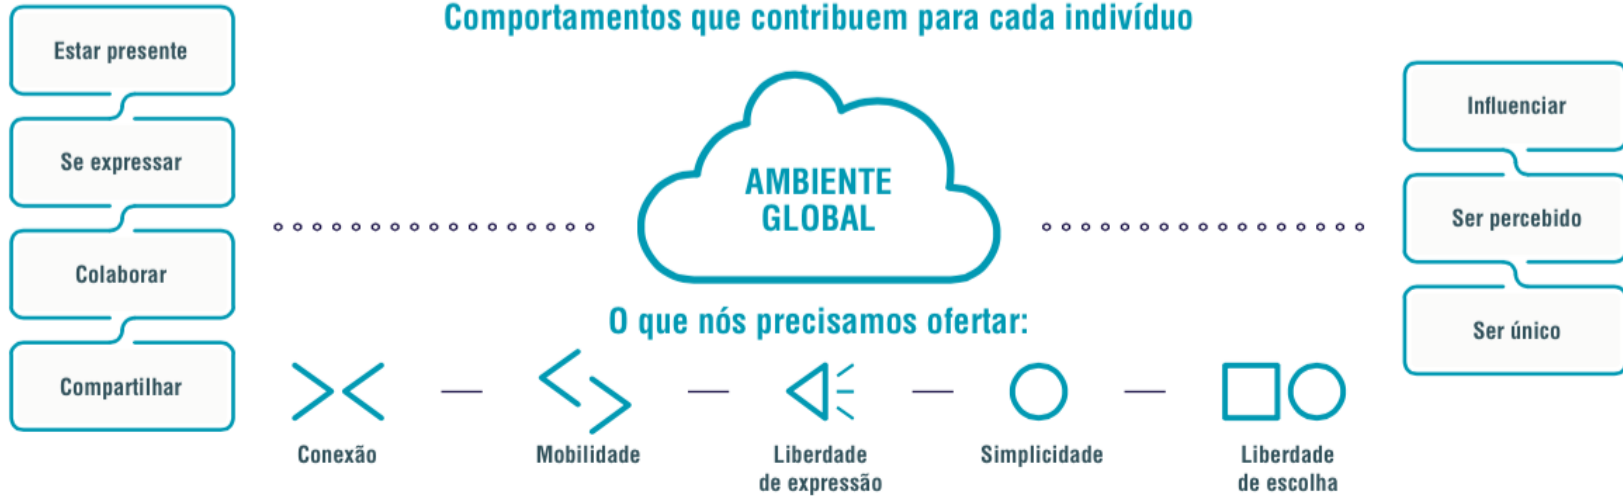 Comportamentos que contribuem para cada indivíduo
Estar presente
Se expressar
Colaborar
Compartilhar
AMBIENTE
GLOBAL
Influenciar
Ser percebido
Ser único
O que nós precisamos ofertar:
Conexão
Mobilidade
Liberdade
de expressão
Simplicidade
Liberdade
de escolha